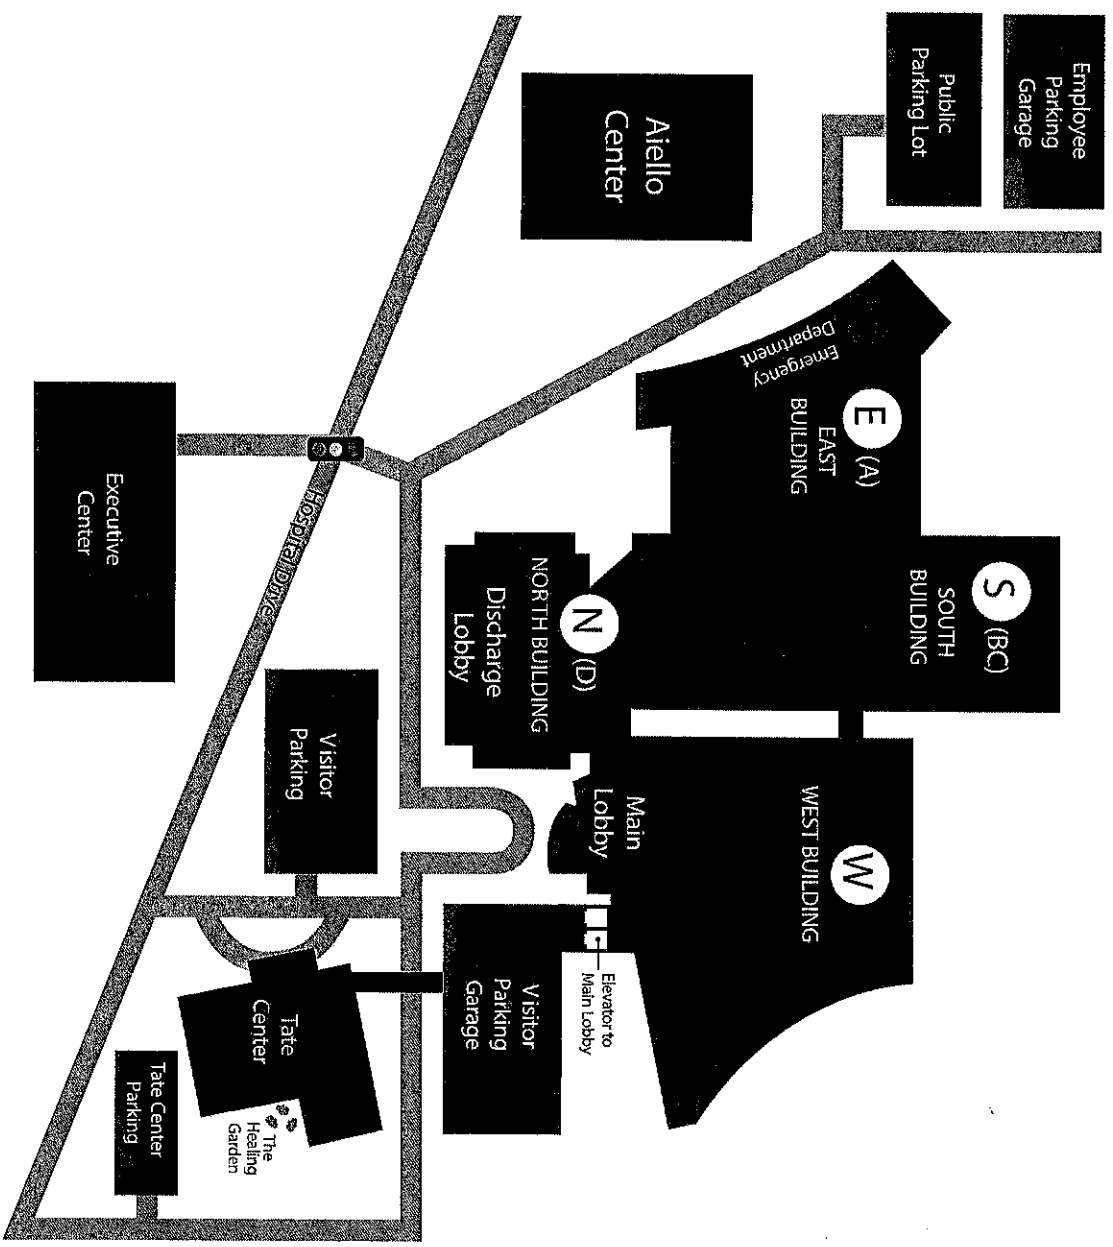 Employee
Parking
Garage
Public
Parking Lot
Aiello
Center
Emergency
Department
E (A)
EAST
BUILDING
S (BC)
SOUTH
BUILDING
N (D)
NORTH BUILDING
Discharge
Lobby
W
WEST BUILDING
Main
Lobby
Elevator to
Main Lobby
Visitor
Parking
Garage
Visitor
Parking
Hospital Drive
Executive
Center
Tate
Center
The
Healing
Garden
Tate Center
Parking